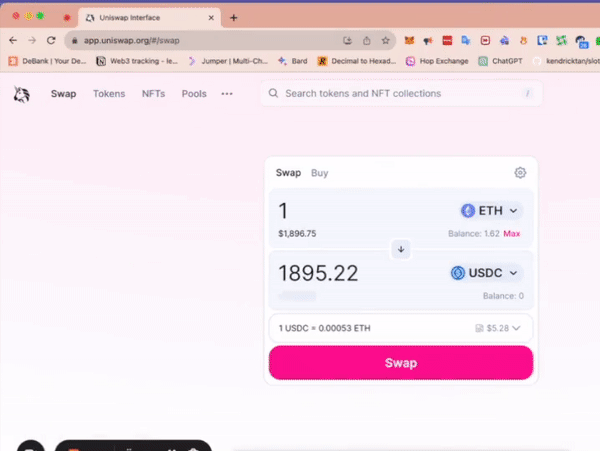 Uniswap Interface
app.uniswap.org/#/swap
DeBank | Your De... Web3 tracking - le... Jumper | Multi-Ch... Bard Decimal to Hexad... Hop Exchange ChatGPT kendricktan/slot
Swap Tokens NFTs Pools ••• Search tokens and NFT collections /
Swap Buy
1 ETH
$1,896.75 Balance: 1.62 Max
1895.22 USDC
Balance: 0
1 USDC = 0.00053 ETH $5.28
Swap